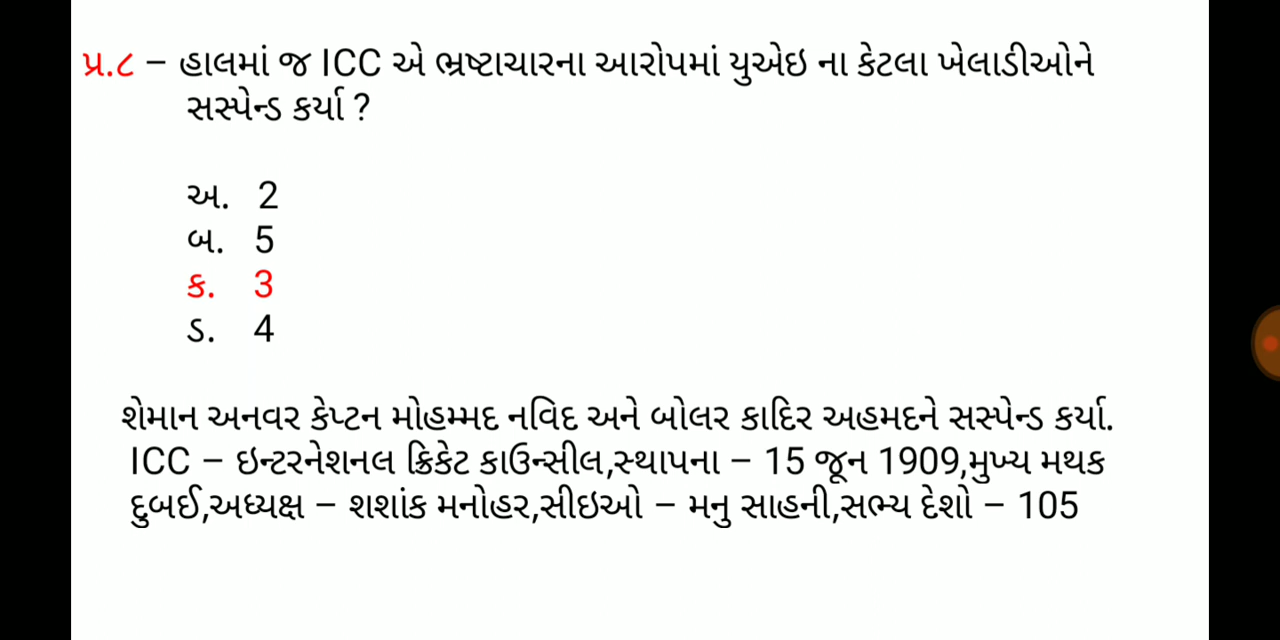 પ્ર.૮ – હાલમાં જ ICC એ ભ્રષ્ટાચારના આરોપમાં યુએઇ ના કેટલા ખેલાડીઓને
સસ્પેન્ડ કર્યા ?
અ. 2
બ. 5
ક. 3
ડ. 4
શેમાન અનવર કેપ્ટન મોહમ્મદ નવિદ અને બોલર કાદિર અહમદને સસ્પેન્ડ કર્યા.
ICC – ઇન્ટરનેશનલ ક્રિકેટ કાઉન્સીલ,સ્થાપના – 15 જૂન 1909,મુખ્ય મથક
દુબઈ,અધ્યક્ષ – શશાંક મનોહર,સીઇઓ – મનુ સાહની,સભ્ય દેશો – 105